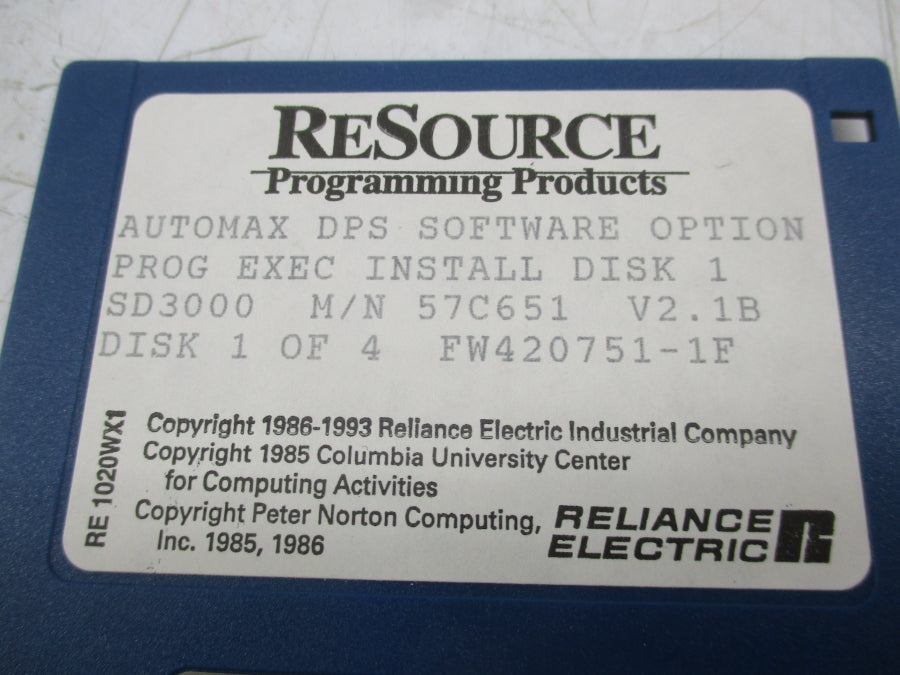 RESOURCE
Programming Products
AUTOMAX DPS SOFTWARE OPTION
PROG EXEC INSTALL DISK 1
SD3000 M/N 57C651 V2.1B
DISK 1 OF 4 FW420751-1F
RE 1020WX1
Copyright 1986-1993 Reliance Electric Industrial Company
Copyright 1985 Columbia University Center
for Computing Activities
Copyright Peter Norton Computing,
Inc. 1985, 1986
RELIANCE
ELECTRIC